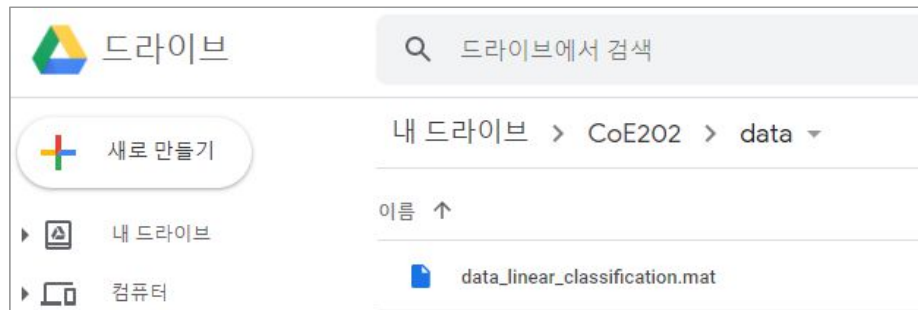 드라이브
드라이브에서 검색
새로 만들기
내 드라이브 > CoE202 > data
이름
내 드라이브
data_linear_classification.mat
컴퓨터